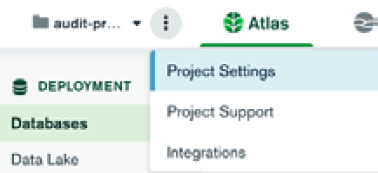 audit-pr... Atlas
Project Settings
DEPLOYMENT
Project Support
Databases
Integrations
Data Lake